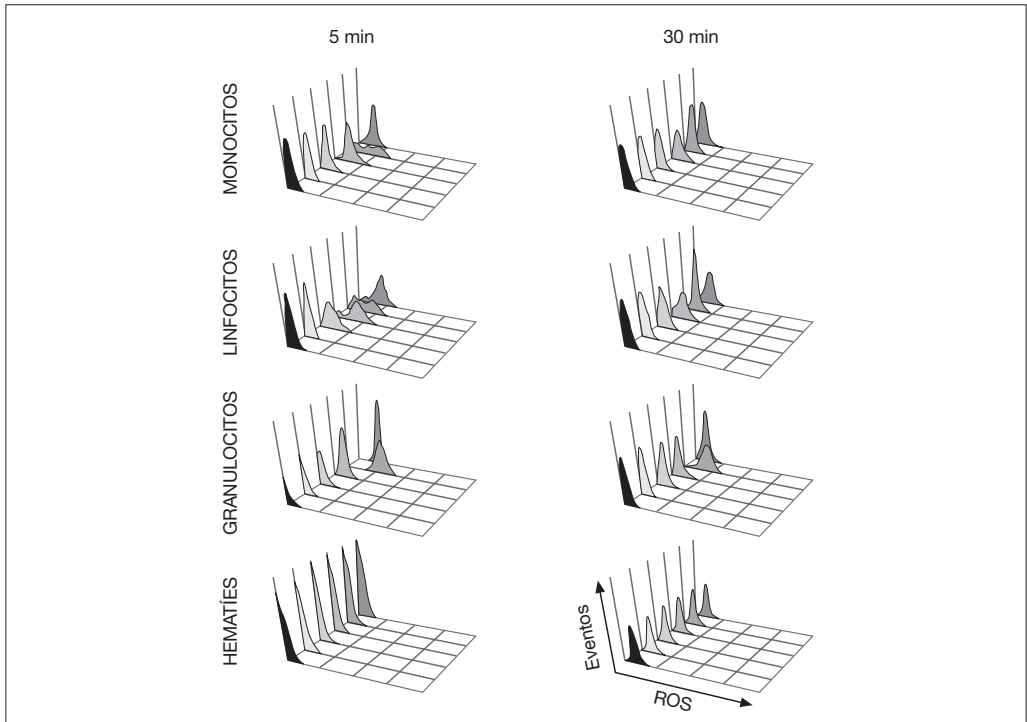 5 min
30 min
MONOCITOS
LINFOCITOS
GRANULOCITOS
HEMATÍES
Eventos
ROS